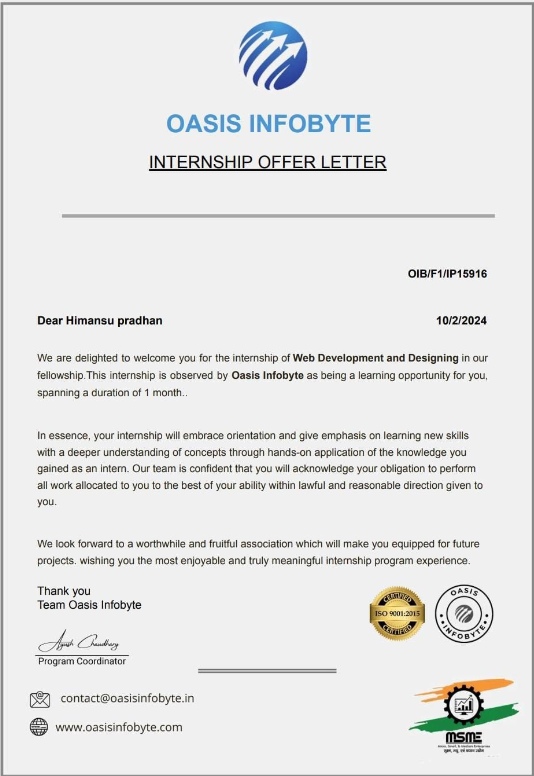 OASIS INFOBYTE
INTERNSHIP OFFER LETTER
OIB/F1/IP15916
Dear Himansu pradhan 10/2/2024
We are delighted to welcome you for the internship of Web Development and Designing in our
fellowship.This internship is observed by Oasis Infobyte as being a learning opportunity for you,
spanning a duration of 1 month..
In essence, your internship will embrace orientation and give emphasis on learning new skills
with a deeper understanding of concepts through hands-on application of the knowledge you
gained as an intern. Our team is confident that you will acknowledge your obligation to perform
all work allocated to you to the best of your ability within lawful and reasonable direction given to
you.
We look forward to a worthwhile and fruitful association which will make you equipped for future
projects. wishing you the most enjoyable and truly meaningful internship program experience.
Thank you
Team Oasis Infobyte
CERTIFIED
ISO 9001:2015
CERTIFIED
OASIS
INFOBYTE
Ayush Chaudhary
Program Coordinator
contact@oasisinfobyte.in
www.oasisinfobyte.com
MSME